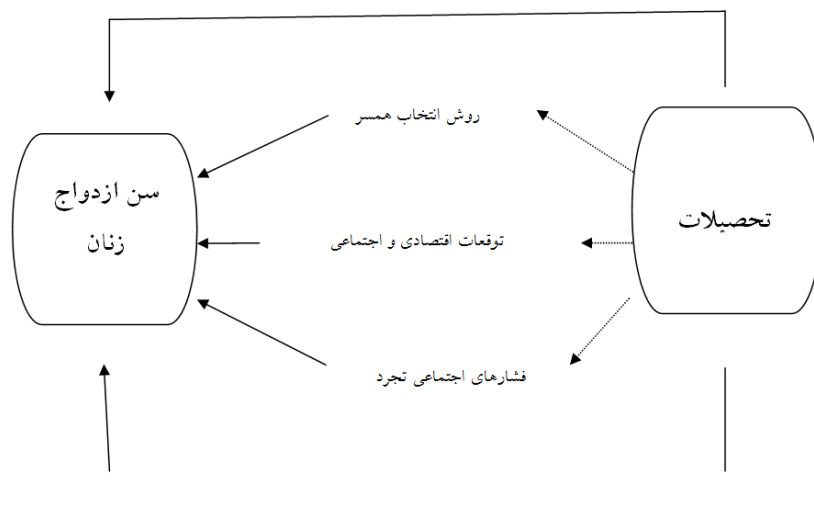 روش انتخاب همسر
سن ازدواج
زنان
تحصیلات
توقعات اقتصادی و اجتماعی
فشارهای اجتماعی تجرد